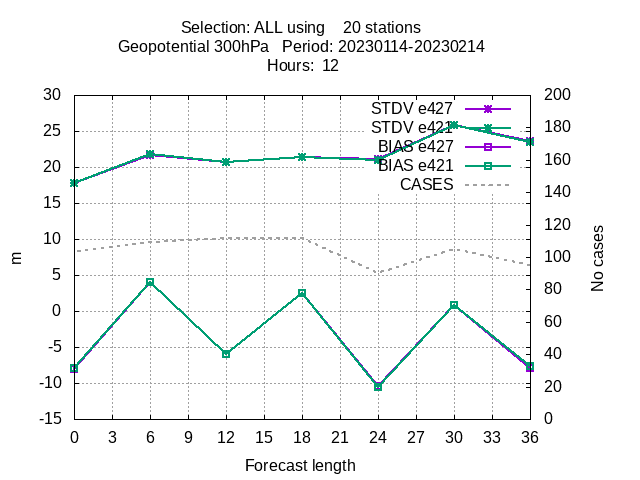 Selection: ALL using    20 stations
Geopotential 300hPa   Period: 20230114-20230214
Hours:  12
STDV e427
STDV e421
BIAS e427
BIAS e421
CASES
30
25
20
15
10
5
0
-5
-10
-15
m
200
180
160
140
120
100
80
60
40
20
0
No cases
0 3 6 9 12 15 18 21 24 27 30 33 36
Forecast length